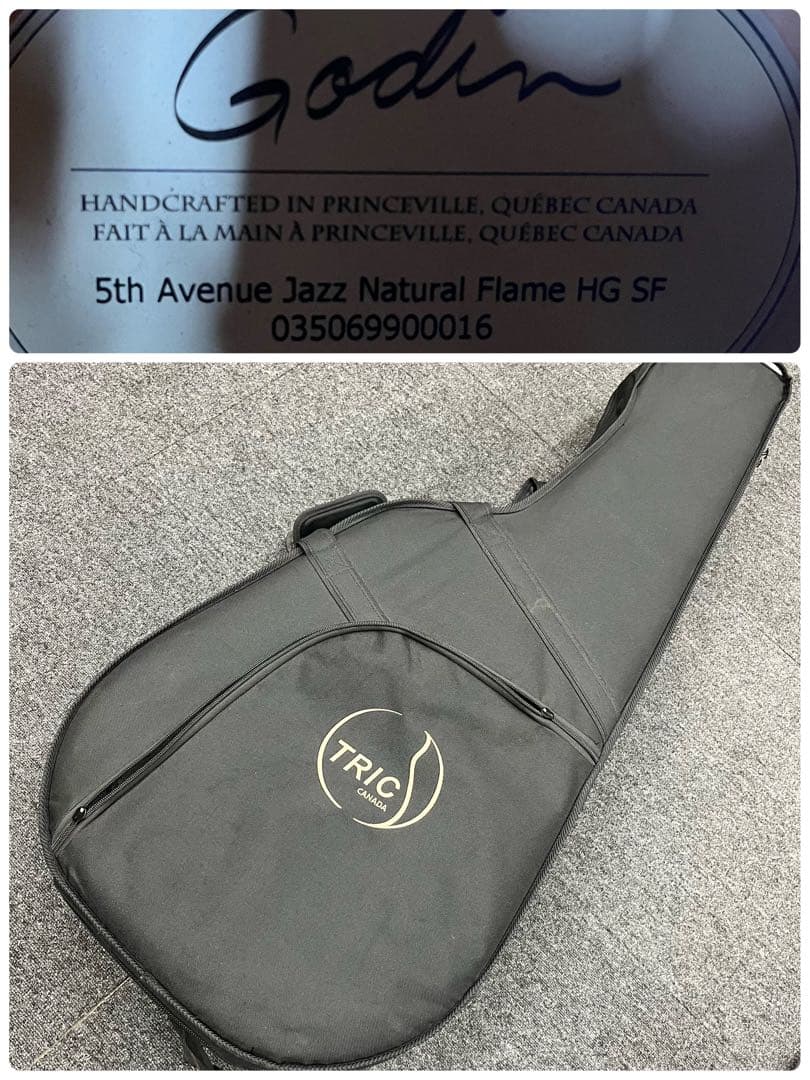 Godin
HANDCRAFTED IN PRINCEVILLE, QUÉBEC CANADA
FAIT À LA MAIN À PRINCEVILLE, QUÉBEC CANADA
5th Avenue Jazz Natural Flame HG SF
035069900016
TRIC
CANADA